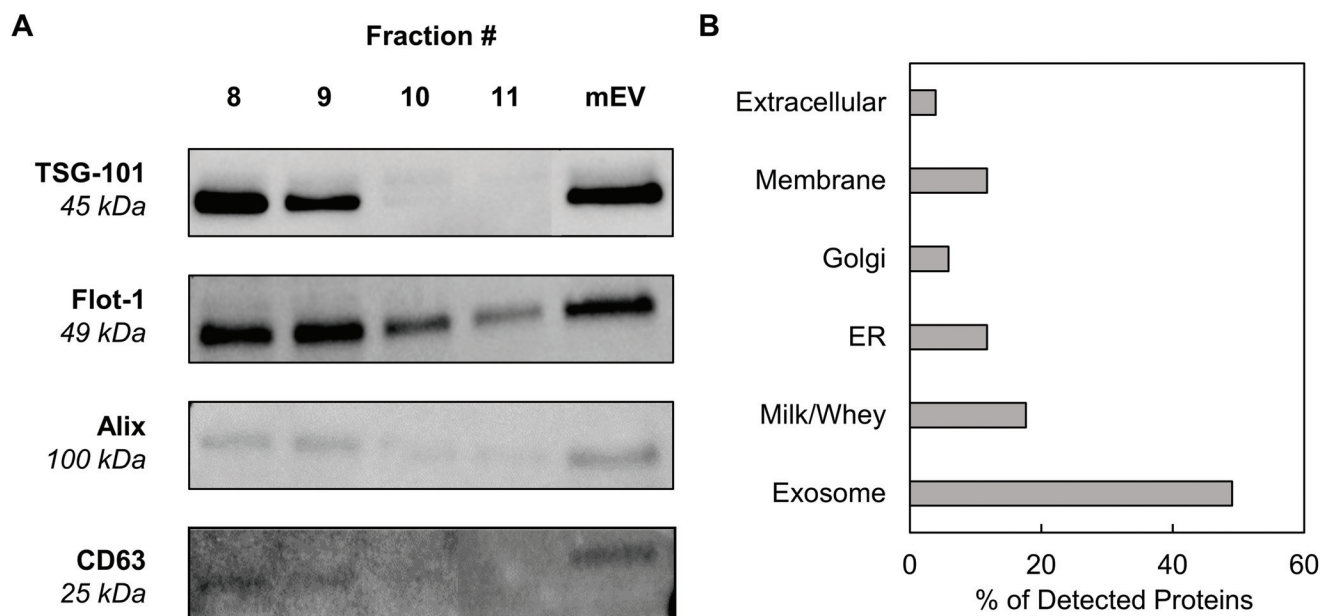 A
Fraction #
8 9 10 11 mEV
TSG-101
45 kDa
Flot-1
49 kDa
Alix
100 kDa
CD63
25 kDa
B
Extracellular
Membrane
Golgi
ER
Milk/Whey
Exosome
0 20 40 60
% of Detected Proteins